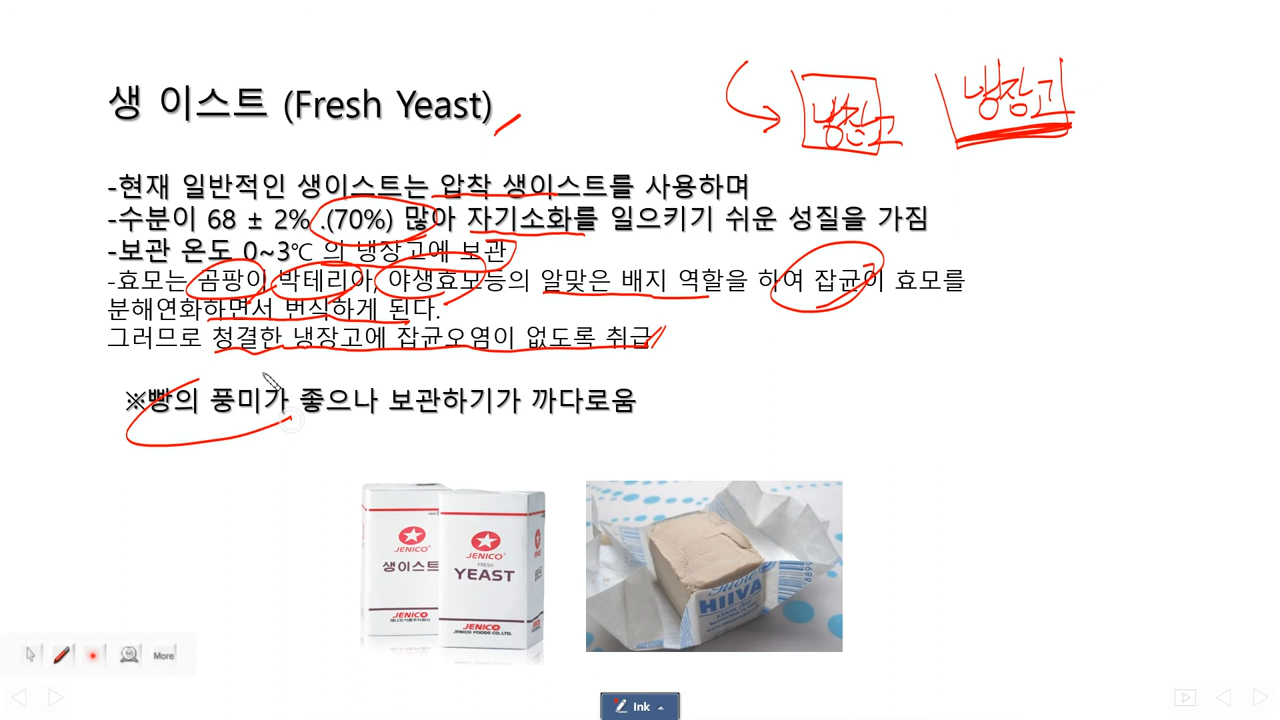 생 이스트 (Fresh Yeast)
냉장고
냉장고
-현재 일반적인 생이스트는 압착 생이스트를 사용하며
-수분이 68 ± 2% .(70%) 많아 자기소화를 일으키기 쉬운 성질을 가짐
-보관 온도 0~3℃ 의 냉장고에 보관
-효모는 곰팡이 박테리아, 야생효모등의 알맞은 배지 역할을 하여 잡균이 효모를
분해연화하면서 번식하게 된다.
그러므로 청결한 냉장고에 잡균오염이 없도록 취급
※빵의 풍미가 좋으나 보관하기가 까다로움
JENICO
생이스트
JENICO
JENICO
FRESH
YEAST
JENICO
JENICO FOODS CO.,LTD.
HIIVA
More
Ink